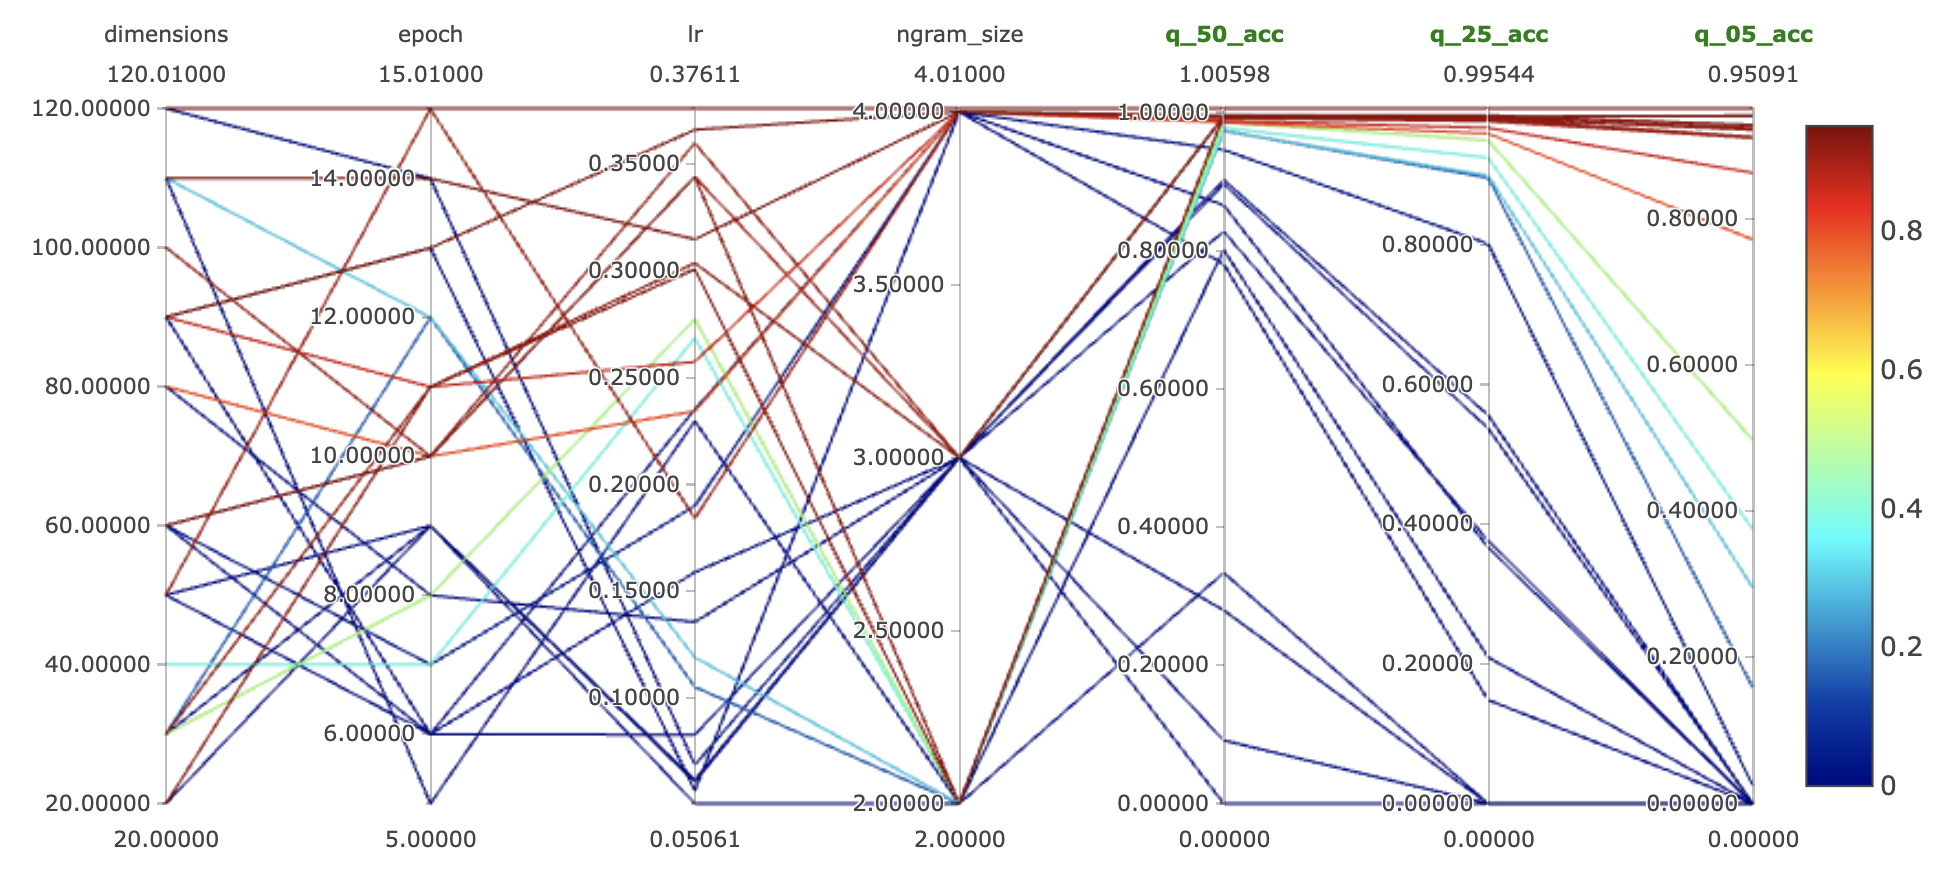 dimensions epoch lr ngram_size q_50_acc q_25_acc q_05_acc
120.01000 15.01000 0.37611 4.01000 1.00598 0.99544 0.95091
120.00000 4.00000 1.00000
14.00000 0.35000
0.80000 0.8
100.00000 0.30000 3.50000 0.80000 0.80000
12.00000
80.00000 0.25000 0.60000 0.60000 0.60000 0.6
10.00000 0.20000 3.00000
60.00000 0.40000 0.40000 0.40000 0.4
8.00000 0.15000
2.50000
40.00000 0.10000 0.20000 0.20000 0.20000 0.2
6.00000
20.00000 2.00000 0.00000 0.00000 0.00000 0
20.00000 5.00000 0.05061 2.00000 0.00000 0.00000 0.00000